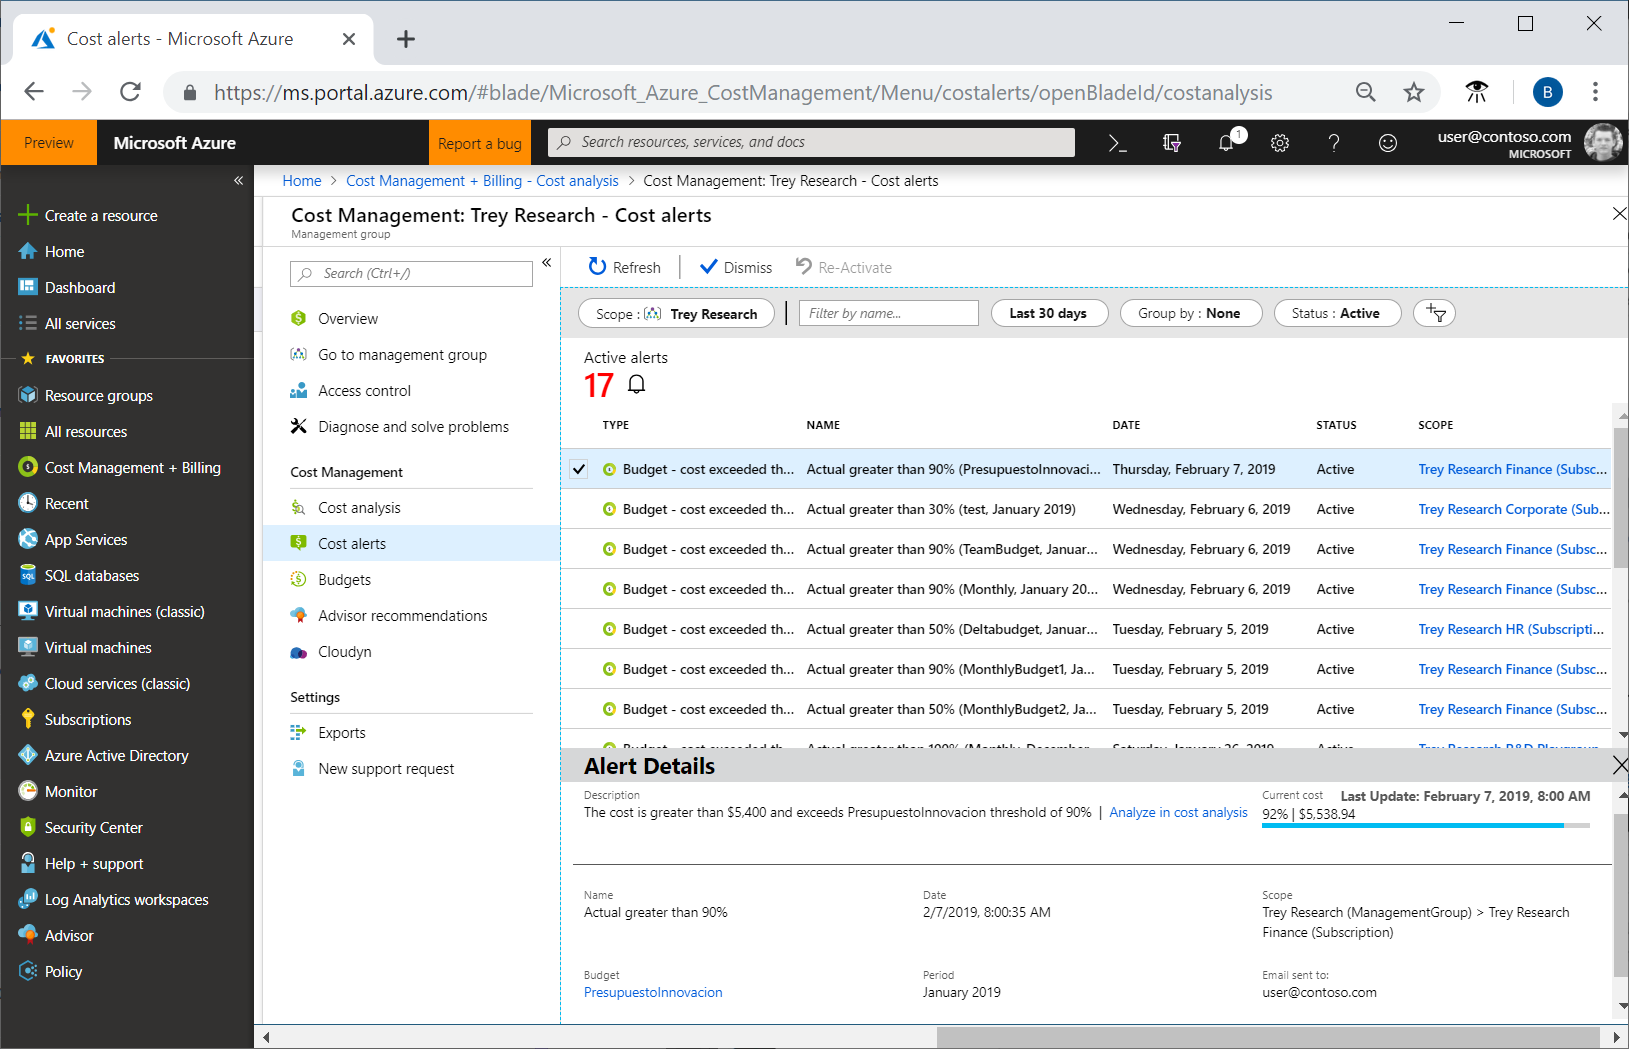 Cost alerts - Microsoft Azure
https://ms.portal.azure.com/#blade/Microsoft_Azure_CostManagement/Menu/costalerts/openBladeId/costanalysis
B
Preview
Microsoft Azure
Report a bug
Search resources, services, and docs
1
user@contoso.com
MICROSOFT
Create a resource
Home
Dashboard
All services
FAVORITES
Resource groups
All resources
Cost Management + Billing
Recent
App Services
SQL databases
Virtual machines (classic)
Virtual machines
Cloud services (classic)
Subscriptions
Azure Active Directory
Monitor
Security Center
Help + support
Log Analytics workspaces
Advisor
Policy
Home > Cost Management + Billing - Cost analysis > Cost Management: Trey Research - Cost alerts
Cost Management: Trey Research - Cost alerts
Management group
Search (Ctrl+/)
Overview
Go to management group
Access control
Diagnose and solve problems
Cost Management
Cost analysis
Cost alerts
Budgets
Advisor recommendations
Cloudyn
Settings
Exports
New support request
Refresh
Dismiss
Re-Activate
Scope : Trey Research
Filter by name...
Last 30 days
Group by : None
Status : Active
Active alerts
17
TYPE NAME DATE STATUS SCOPE
Budget - cost exceeded th... Actual greater than 90% (PresupuestoInnovaci... Thursday, February 7, 2019 Active Trey Research Finance (Subsc...
Budget - cost exceeded th... Actual greater than 30% (test, January 2019) Wednesday, February 6, 2019 Active Trey Research Corporate (Sub...
Budget - cost exceeded th... Actual greater than 90% (TeamBudget, Januar... Wednesday, February 6, 2019 Active Trey Research Finance (Subsc...
Budget - cost exceeded th... Actual greater than 90% (Monthly, January 20... Wednesday, February 6, 2019 Active Trey Research Finance (Subsc...
Budget - cost exceeded th... Actual greater than 50% (Deltabudget, Januar... Tuesday, February 5, 2019 Active Trey Research HR (Subscripti...
Budget - cost exceeded th... Actual greater than 90% (MonthlyBudget1, Ja... Tuesday, February 5, 2019 Active Trey Research Finance (Subsc...
Budget - cost exceeded th... Actual greater than 50% (MonthlyBudget2, Ja... Tuesday, February 5, 2019 Active Trey Research Finance (Subsc...
Alert Details
Description
The cost is greater than $5,400 and exceeds PresupuestoInnovacion threshold of 90% | Analyze in cost analysis
Current cost Last Update: February 7, 2019, 8:00 AM
92% | $5,538.94
Name
Actual greater than 90%
Date
2/7/2019, 8:00:35 AM
Scope
Trey Research (ManagementGroup) > Trey Research
Finance (Subscription)
Budget
PresupuestoInnovacion
Period
January 2019
Email sent to:
user@contoso.com